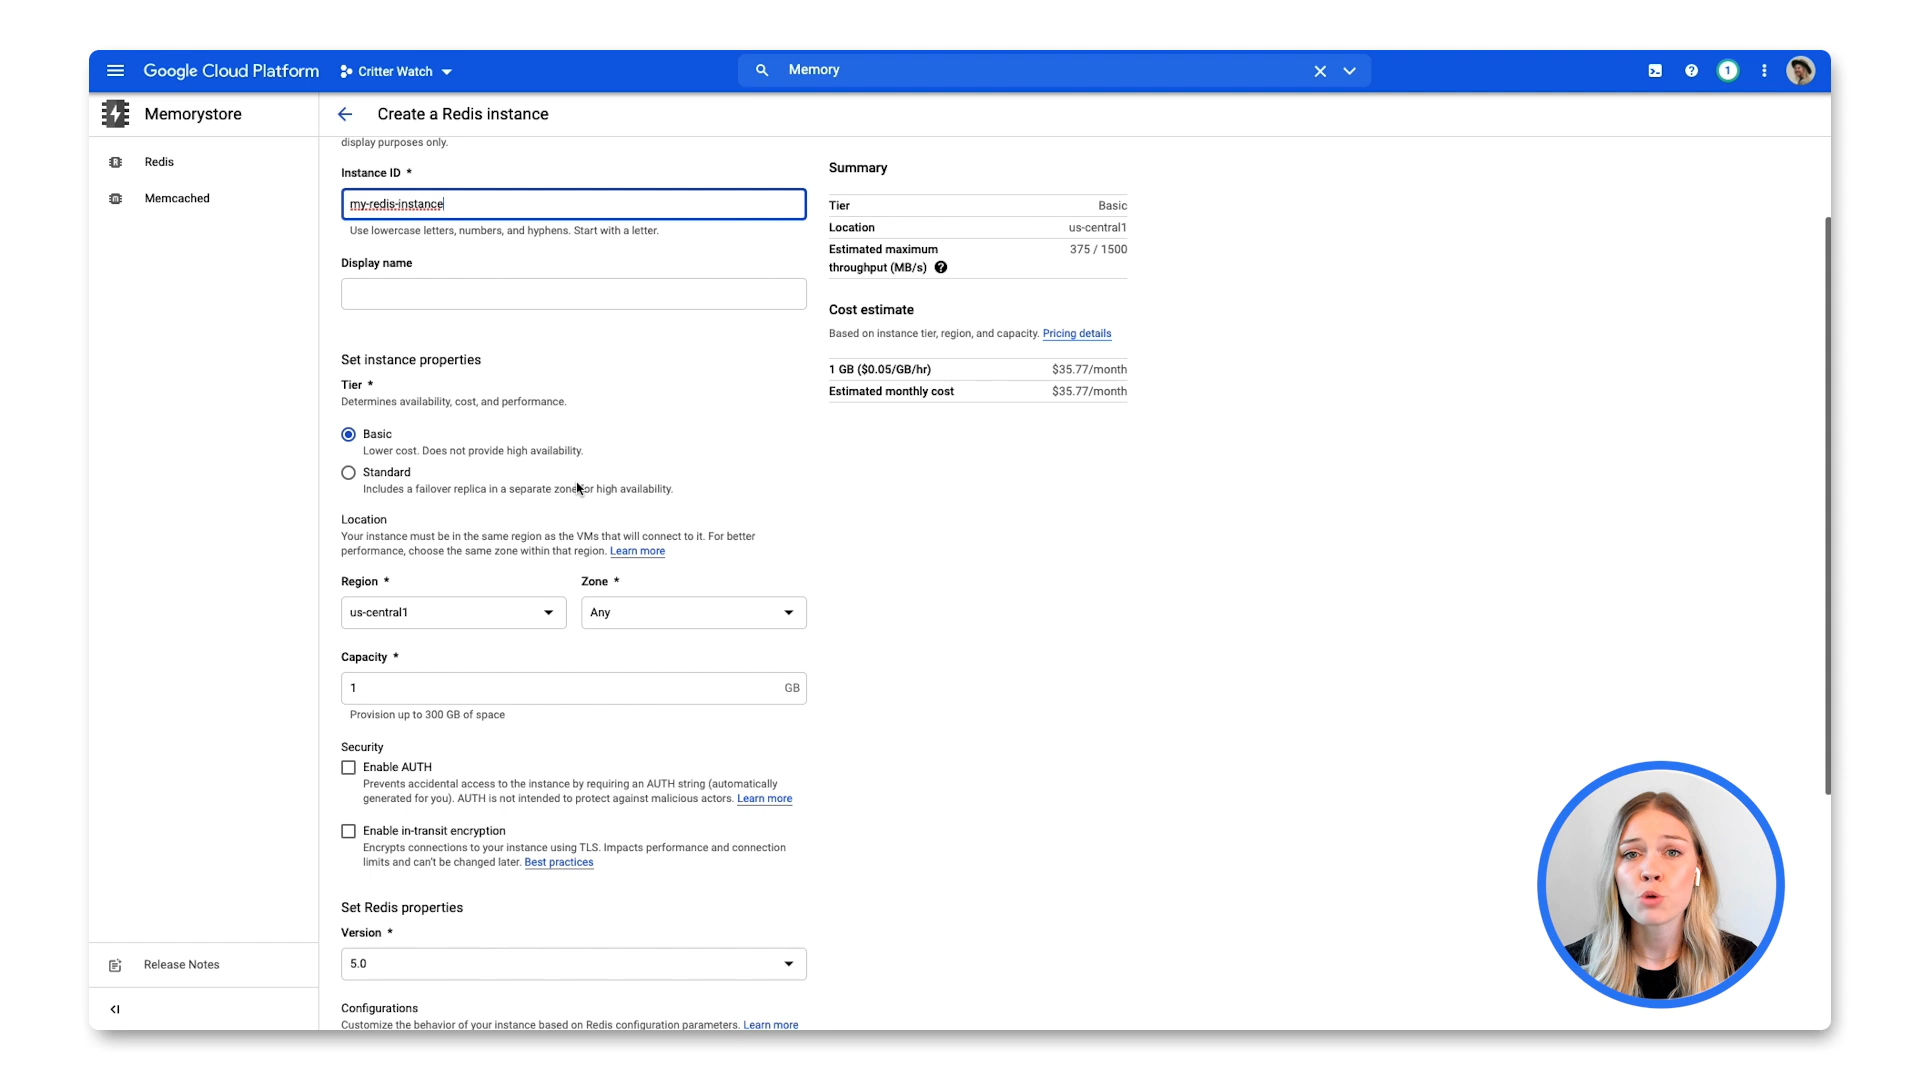 Google Cloud Platform
Critter Watch
Memory
1
Memorystore
Create a Redis instance
Redis
Memcached
display purposes only.
Instance ID *
my-redis-instance
Use lowercase letters, numbers, and hyphens. Start with a letter.
Display name
Set instance properties
Tier *
Determines availability, cost, and performance.
Basic
Lower cost. Does not provide high availability.
Standard
Includes a failover replica in a separate zone for high availability.
Location
Your instance must be in the same region as the VMs that will connect to it. For better
performance, choose the same zone within that region. Learn more
Region *
Zone *
us-central1
Any
Capacity *
1
GB
Provision up to 300 GB of space
Security
Enable AUTH
Prevents accidental access to the instance by requiring an AUTH string (automatically
generated for you). AUTH is not intended to protect against malicious actors. Learn more
Enable in-transit encryption
Encrypts connections to your instance using TLS. Impacts performance and connection
limits and can't be changed later. Best practices
Set Redis properties
Version *
5.0
Configurations
Customize the behavior of your instance based on Redis configuration parameters. Learn more
Summary
Tier Basic
Location us-central1
Estimated maximum 375 / 1500
throughput (MB/s)
Cost estimate
Based on instance tier, region, and capacity. Pricing details
1 GB ($0.05/GB/hr) $35.77/month
Estimated monthly cost $35.77/month
Release Notes